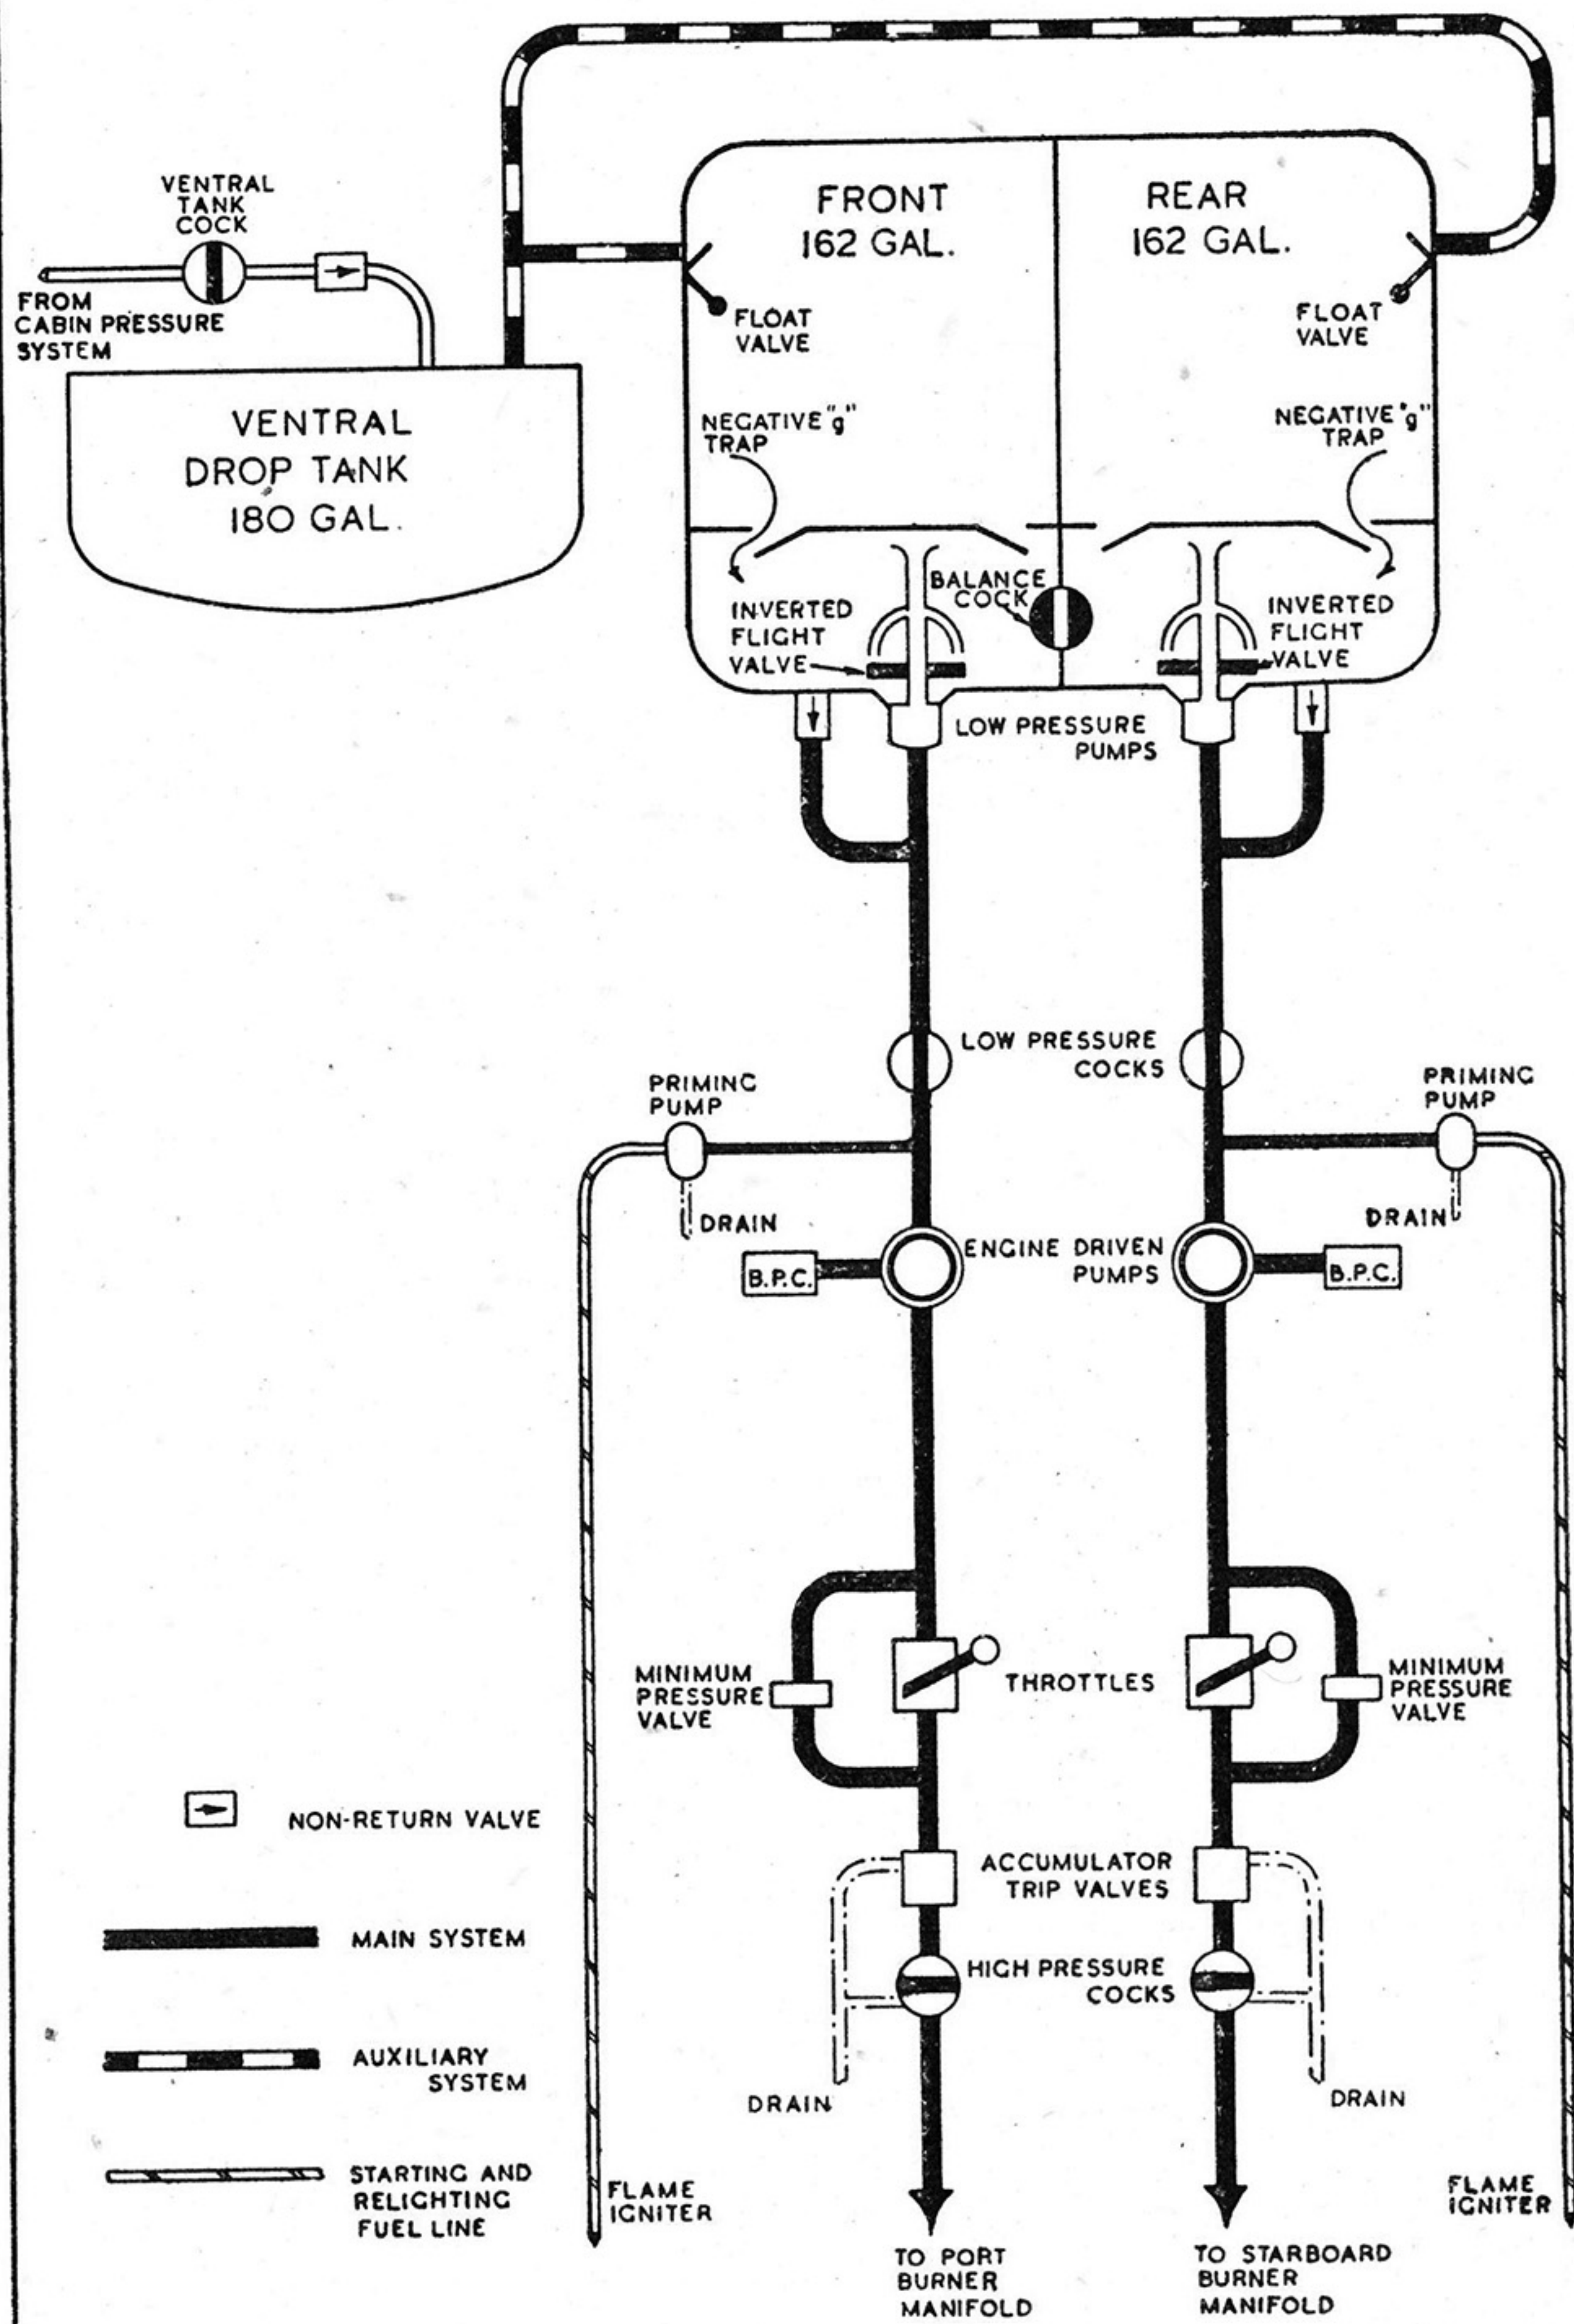 VENTRAL
TANK
COCK
FROM
CABIN PRESSURE
SYSTEM
VENTRAL
DROP TANK
180 GAL.
FRONT
162 GAL.
REAR
162 GAL.
FLOAT
VALVE
FLOAT
VALVE
NEGATIVE "g"
TRAP
NEGATIVE "g"
TRAP
BALANCE
COCK
INVERTED
FLIGHT
VALVE
INVERTED
FLIGHT
VALVE
LOW PRESSURE
PUMPS
LOW PRESSURE
COCKS
PRIMING
PUMP
PRIMING
PUMP
DRAIN
DRAIN
B.P.C.
ENGINE DRIVEN
PUMPS
B.P.C.
MINIMUM
PRESSURE
VALVE
THROTTLES
MINIMUM
PRESSURE
VALVE
NON-RETURN VALVE
MAIN SYSTEM
AUXILIARY
SYSTEM
STARTING AND
RELIGHTING
FUEL LINE
ACCUMULATOR
TRIP VALVES
HIGH PRESSURE
COCKS
DRAIN
DRAIN
FLAME
IGNITER
FLAME
IGNITER
TO PORT
BURNER
MANIFOLD
TO STARBOARD
BURNER
MANIFOLD